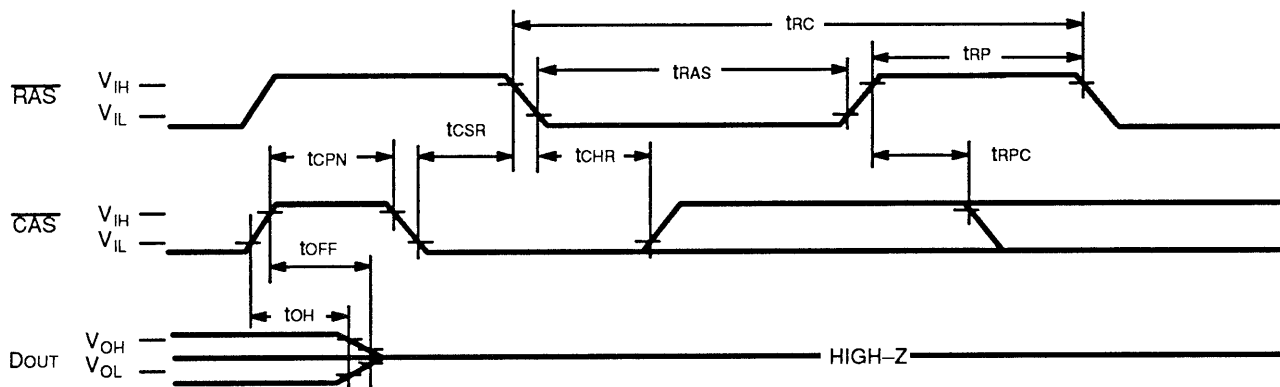 tRC
tRP
tRAS
RAS
VIH
VIL
tCSR
tCPN
tCHR
tRPC
CAS
VIH
VIL
tOFF
tOH
DOUT
VOH
VOL
HIGH–Z